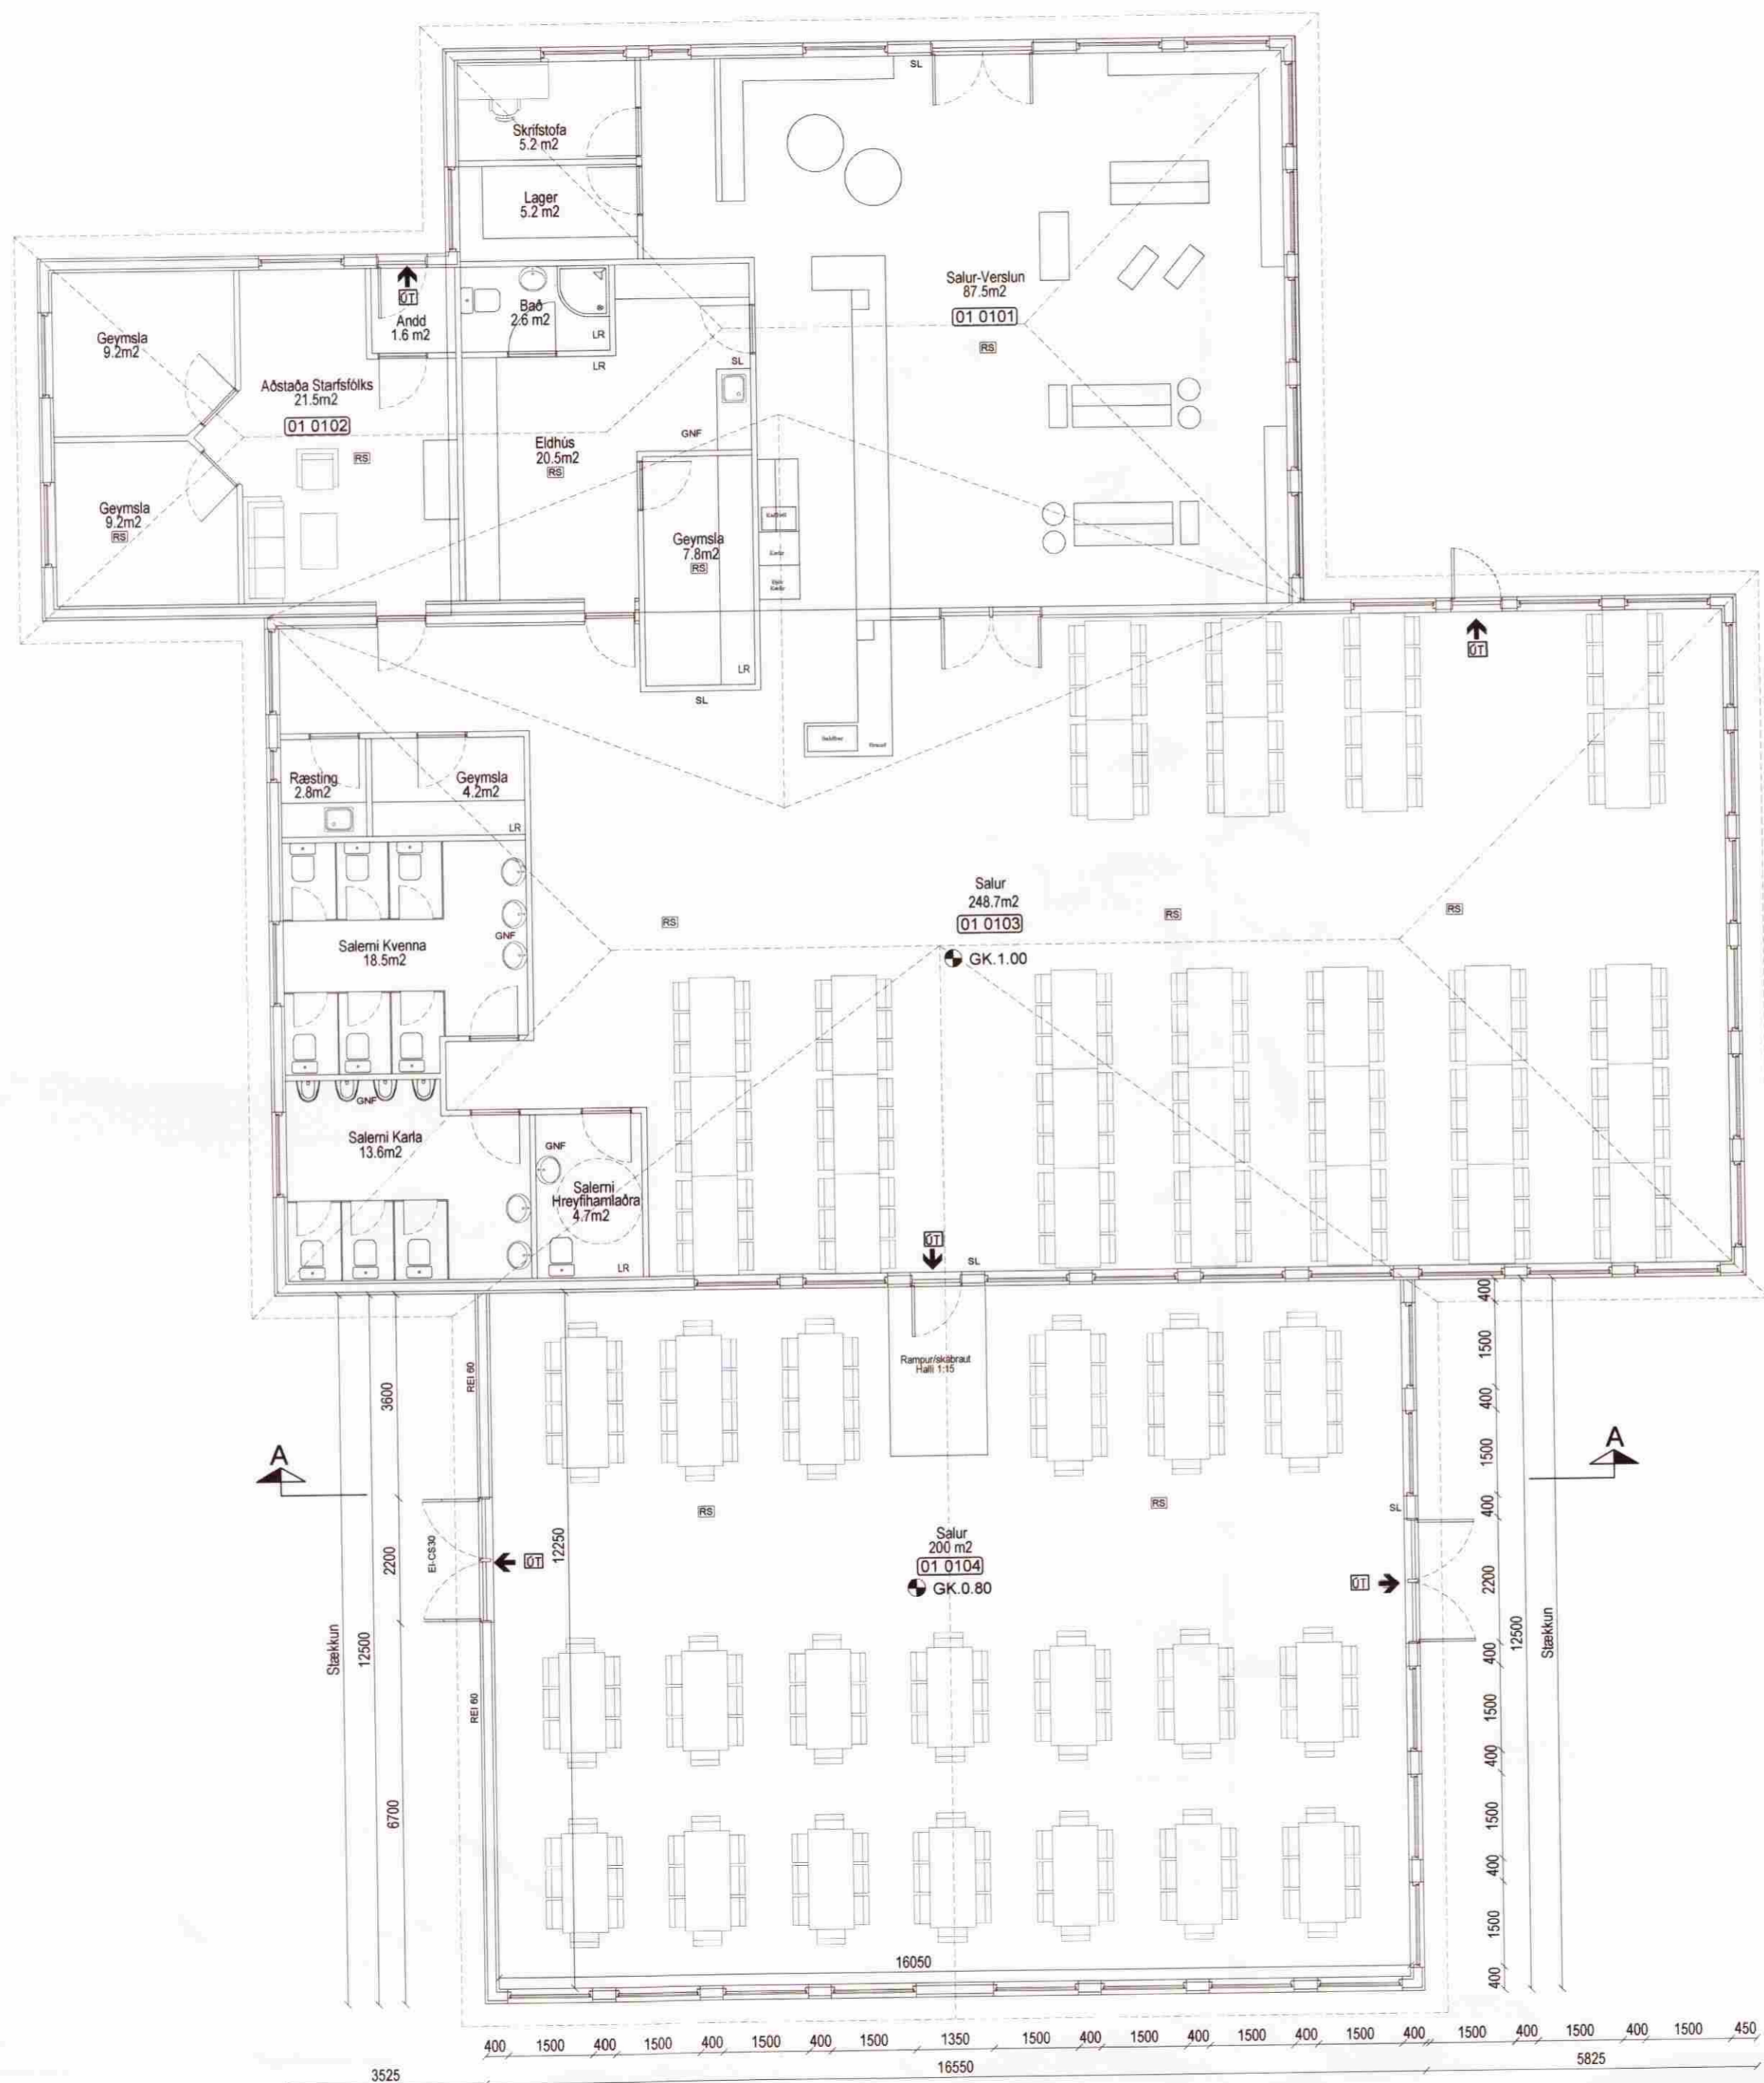 SL
Skrifstofa
5.2 m2
Lager
5.2 m2
Salur-Verslun
87.5m2
01 0101
RS
ÚT
Andd
1.6 m2
Bað
2.6 m2
LR
LR
SL
Geymsla
9.2m2
Aðstaða Starfsfólks
21.5m2
01 0102
RS
GNF
Eldhús
20.5m2
RS
Geymsla
9.2m2
RS
Geymsla
7.8m2
RS
LR
SL
ÚT
Ræsting
2.8m2
Geymsla
4.2m2
LR
Salur
248.7m2
01 0103
GK.1.00
RS
RS
RS
GNF
Salerni Kvenna
18.5m2
GNF
Salerni Karla
13.6m2
GNF
Salerni
Hreyfihamlaðra
4.7m2
LR
ÚT
SL
Rampur/skábraut
Halli 1:15
REI 60
3600
A
A
RS
RS
SL
Salur
200 m2
01 0104
GK.0.80
ÚT
ÚT
EI-CS30
12250
2200
Stækkun
12500
REI 60
6700
400
1500
400
1500
400
2200
400
1500
400
1500
400
1500
400
12500
Stækkun
16050
400 1500 400 1500 400 1500 400 1500 1350 1500 400 1500 400 1500 400 1500 400 1500 400 1500 400 1500 450
3525 16550 5825